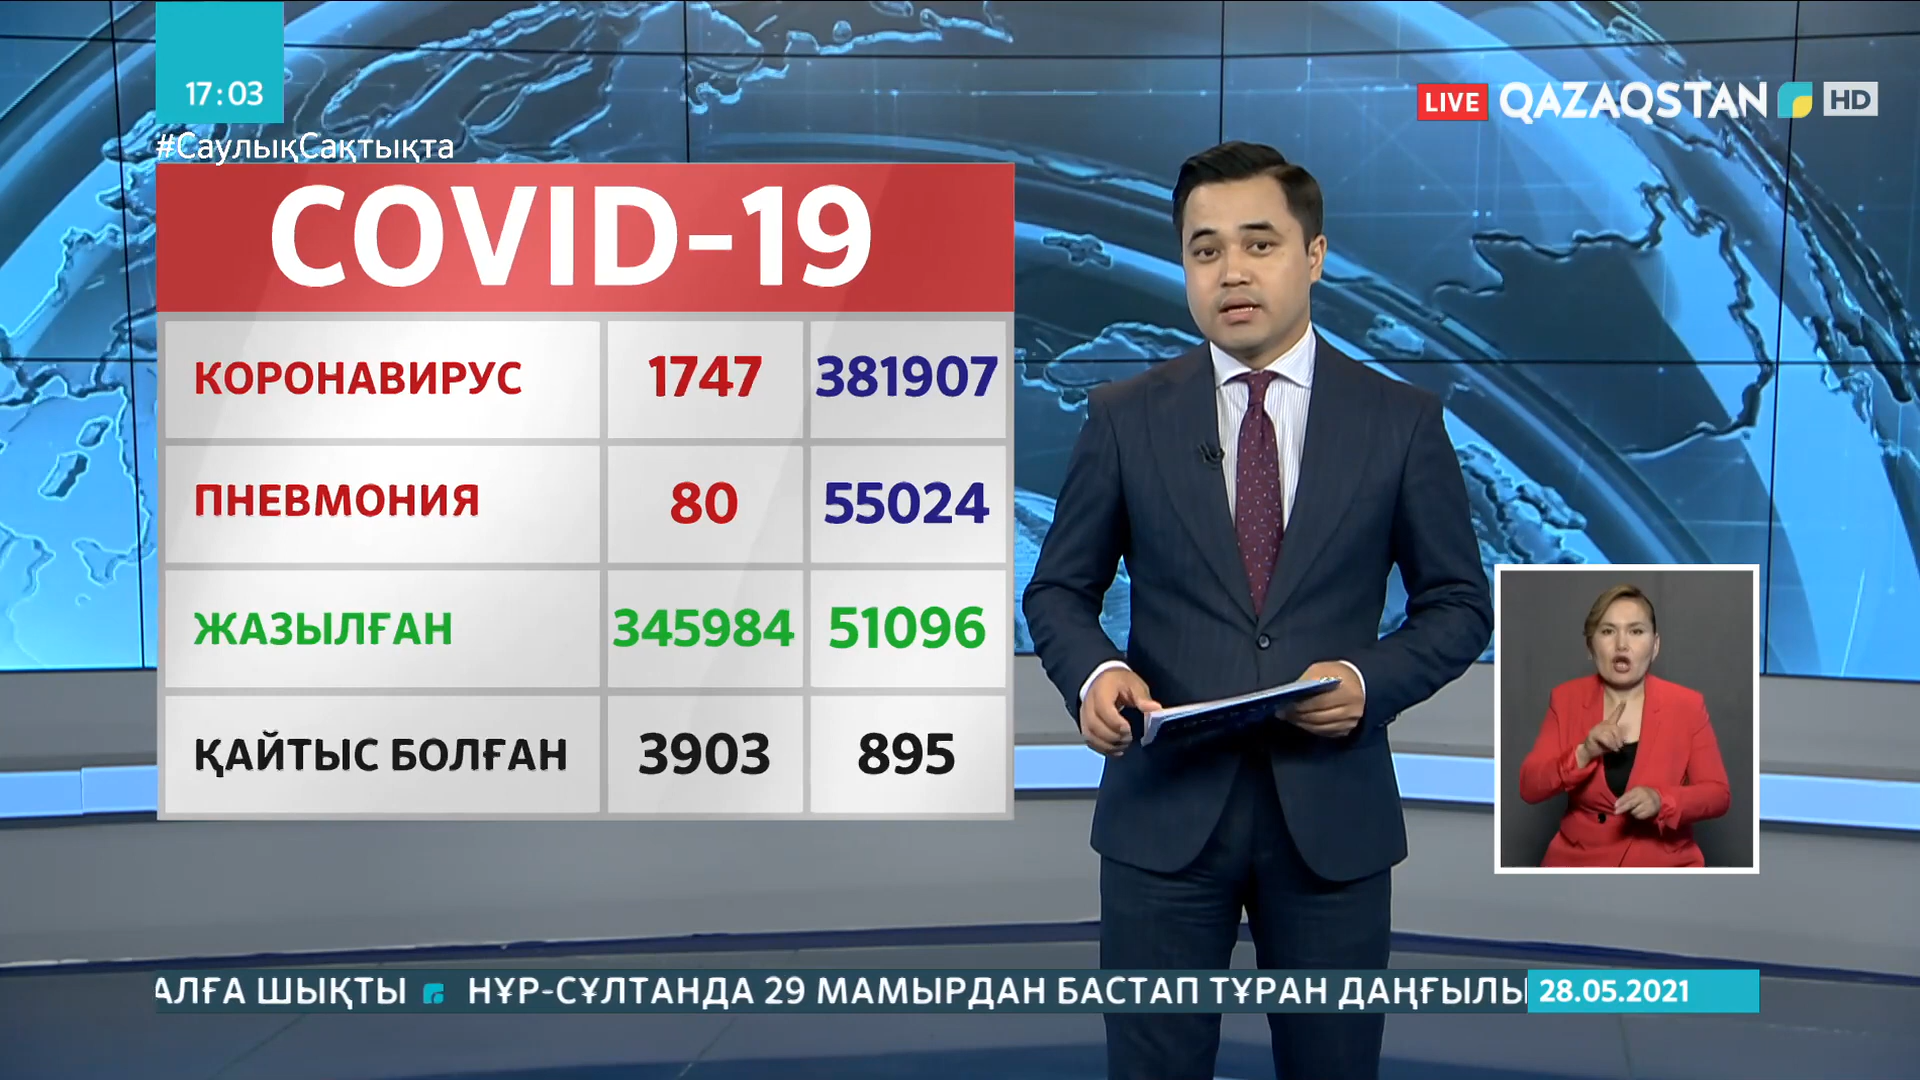 17:03
#СаулықСақтықта
LIVE QAZAQSTAN HD
COVID-19
КОРОНАВИРУС 1747 381907
ПНЕВМОНИЯ 80 55024
ЖАЗЫЛҒАН 345984 51096
ҚАЙТЫС БОЛҒАН 3903 895
АЛҒА ШЫҚТЫ НҰР-СҰЛТАНДА 29 МАМЫРДАН БАСТАП ТҰРАН ДАҢҒЫЛЫ 28.05.2021